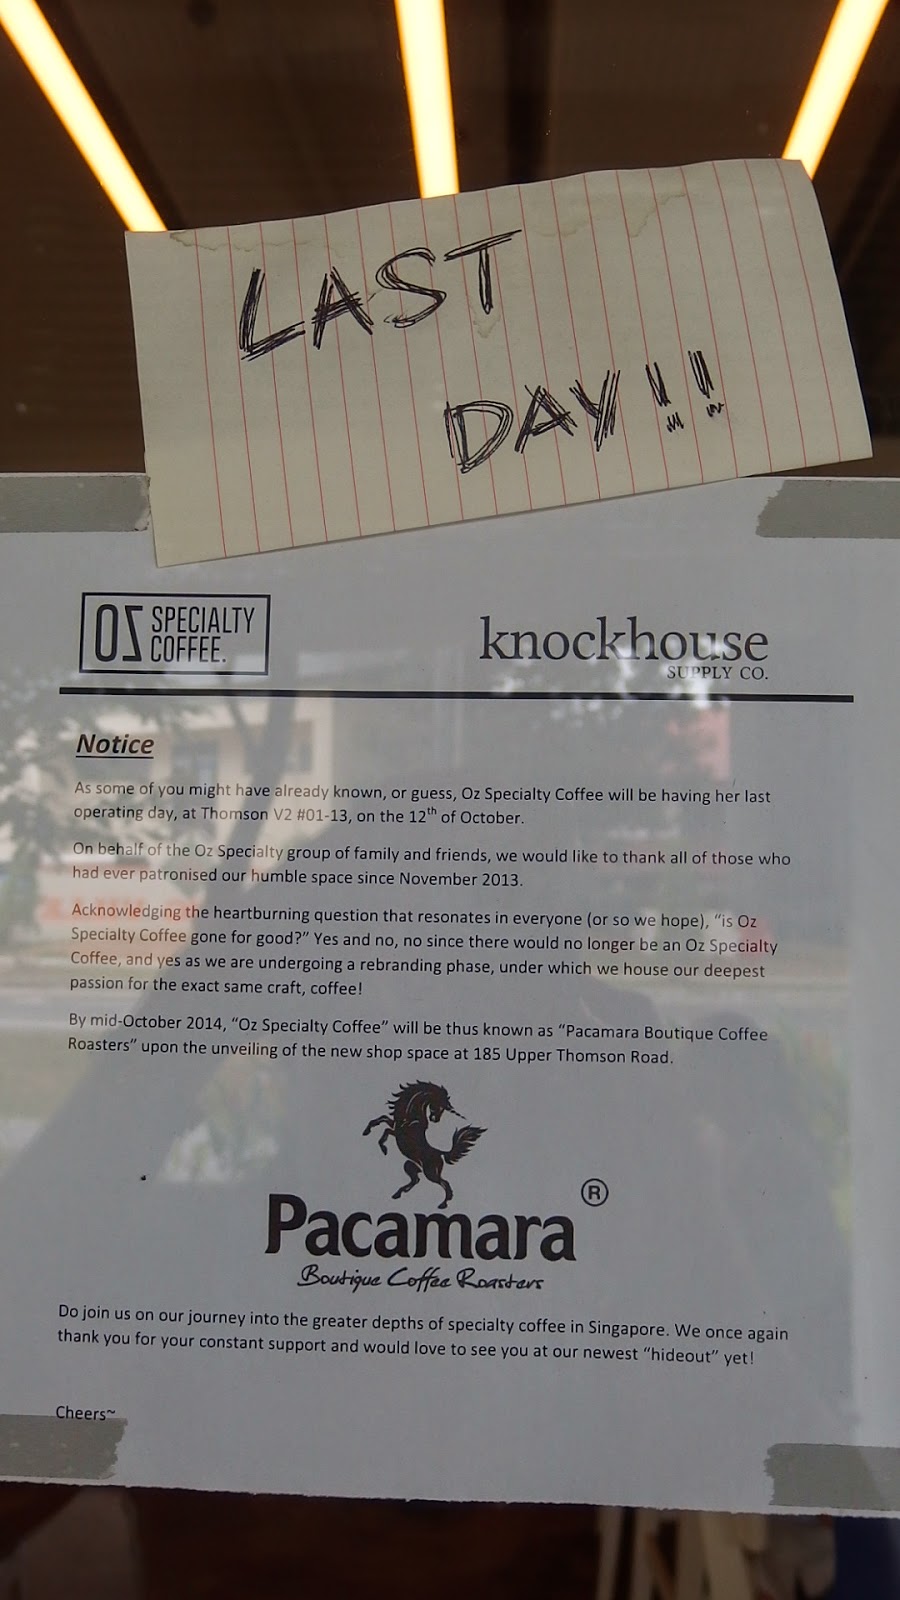 LAST
DAY!!
OZ SPECIALTY
COFFEE.
knockhouse
SUPPLY CO.
Notice
As some of you might have already known, or guess, Oz Specialty Coffee will be having her last
operating day, at Thomson V2 #01-13, on the 12th of October.
On behalf of the Oz Specialty group of family and friends, we would like to thank all of those who
had ever patronised our humble space since November 2013.
Acknowledging the heartburning question that resonates in everyone (or so we hope), “is Oz
Specialty Coffee gone for good?” Yes and no, no since there would no longer be an Oz Specialty
Coffee, and yes as we are undergoing a rebranding phase, under which we house our deepest
passion for the exact same craft, coffee!
By mid-October 2014, “Oz Specialty Coffee” will be thus known as “Pacamara Boutique Coffee
Roasters” upon the unveiling of the new shop space at 185 Upper Thomson Road.
Pacamara ®
Boutique Coffee Roasters
Do join us on our journey into the greater depths of specialty coffee in Singapore. We once again
thank you for your constant support and would love to see you at our newest “hideout” yet!
Cheers~